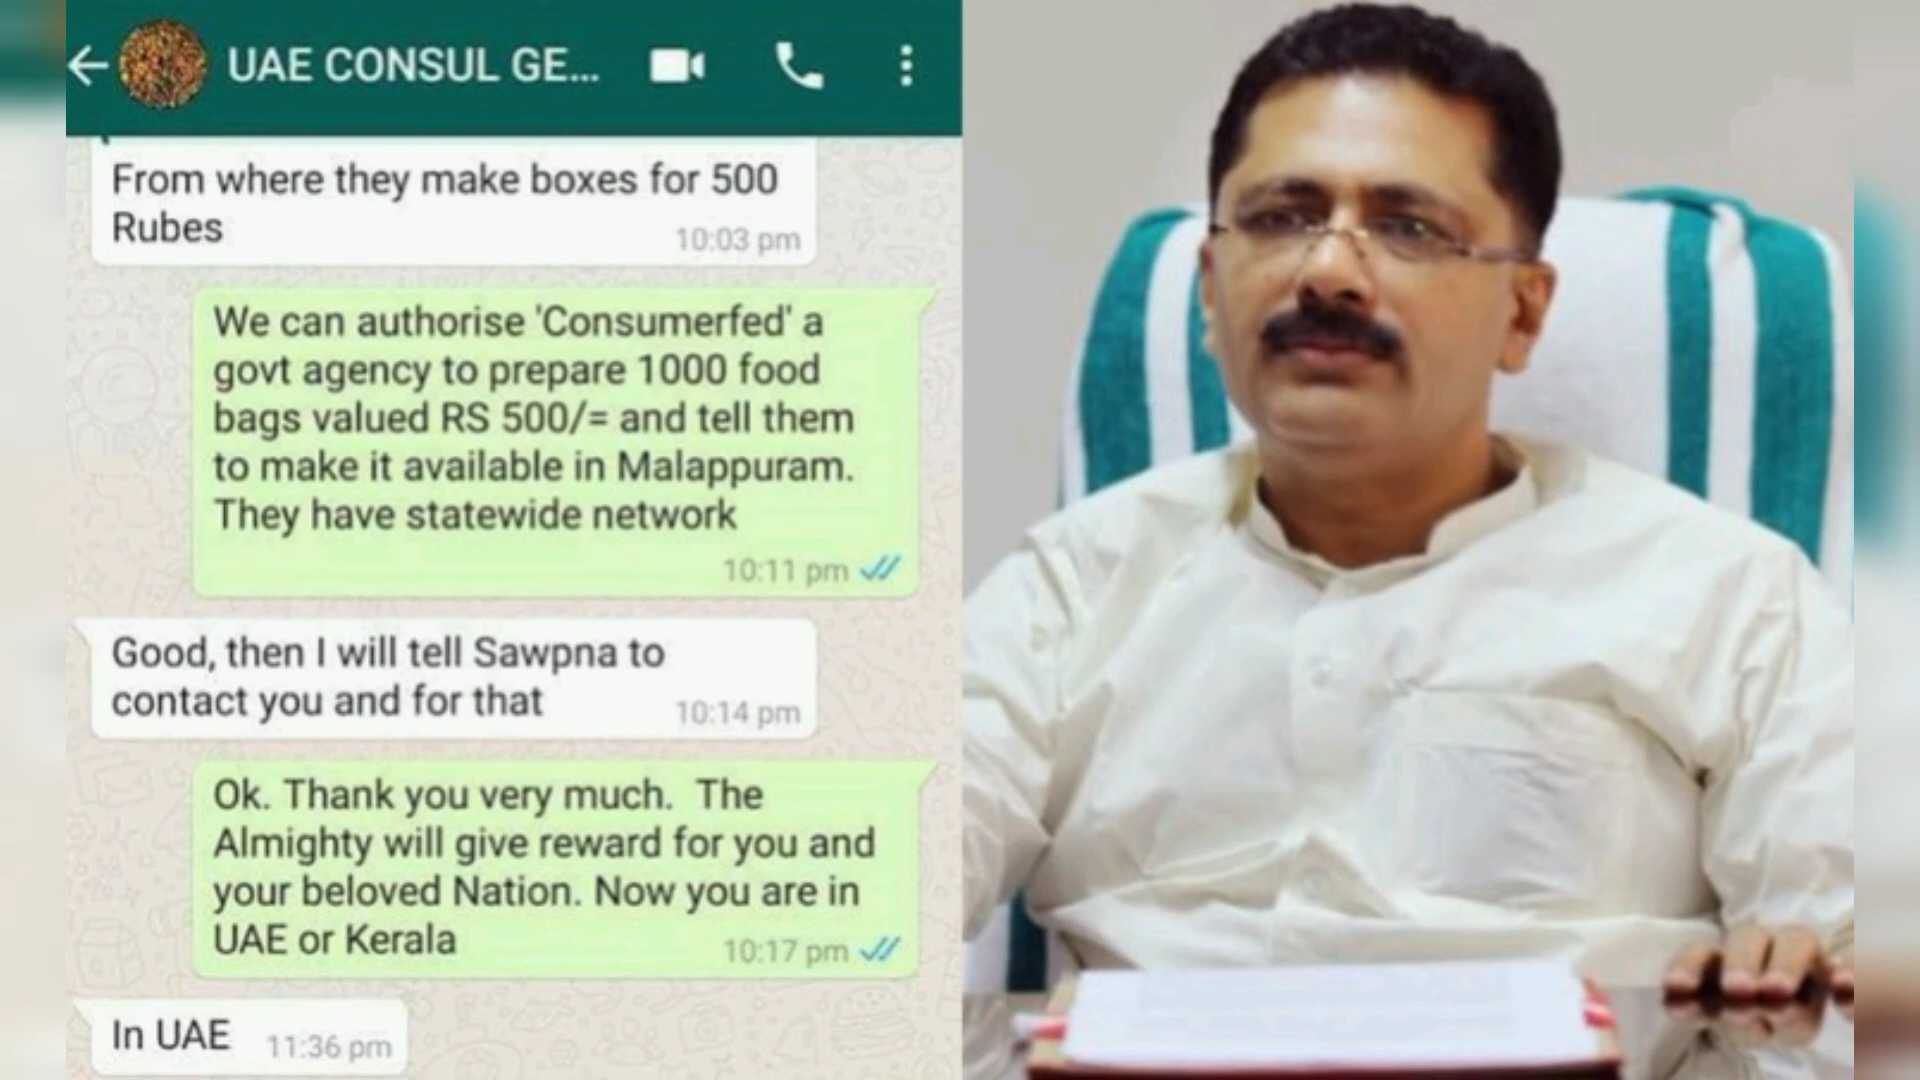 UAE CONSUL GE...
From where they make boxes for 500
Rubes
10:03 pm
We can authorise 'Consumerfed' a
govt agency to prepare 1000 food
bags valued RS 500/= and tell them
to make it available in Malappuram.
They have statewide network
10:11 pm
Good, then I will tell Sawpna to
contact you and for that
10:14 pm
Ok. Thank you very much. The
Almighty will give reward for you and
your beloved Nation. Now you are in
UAE or Kerala
10:17 pm
In UAE
11:36 pm